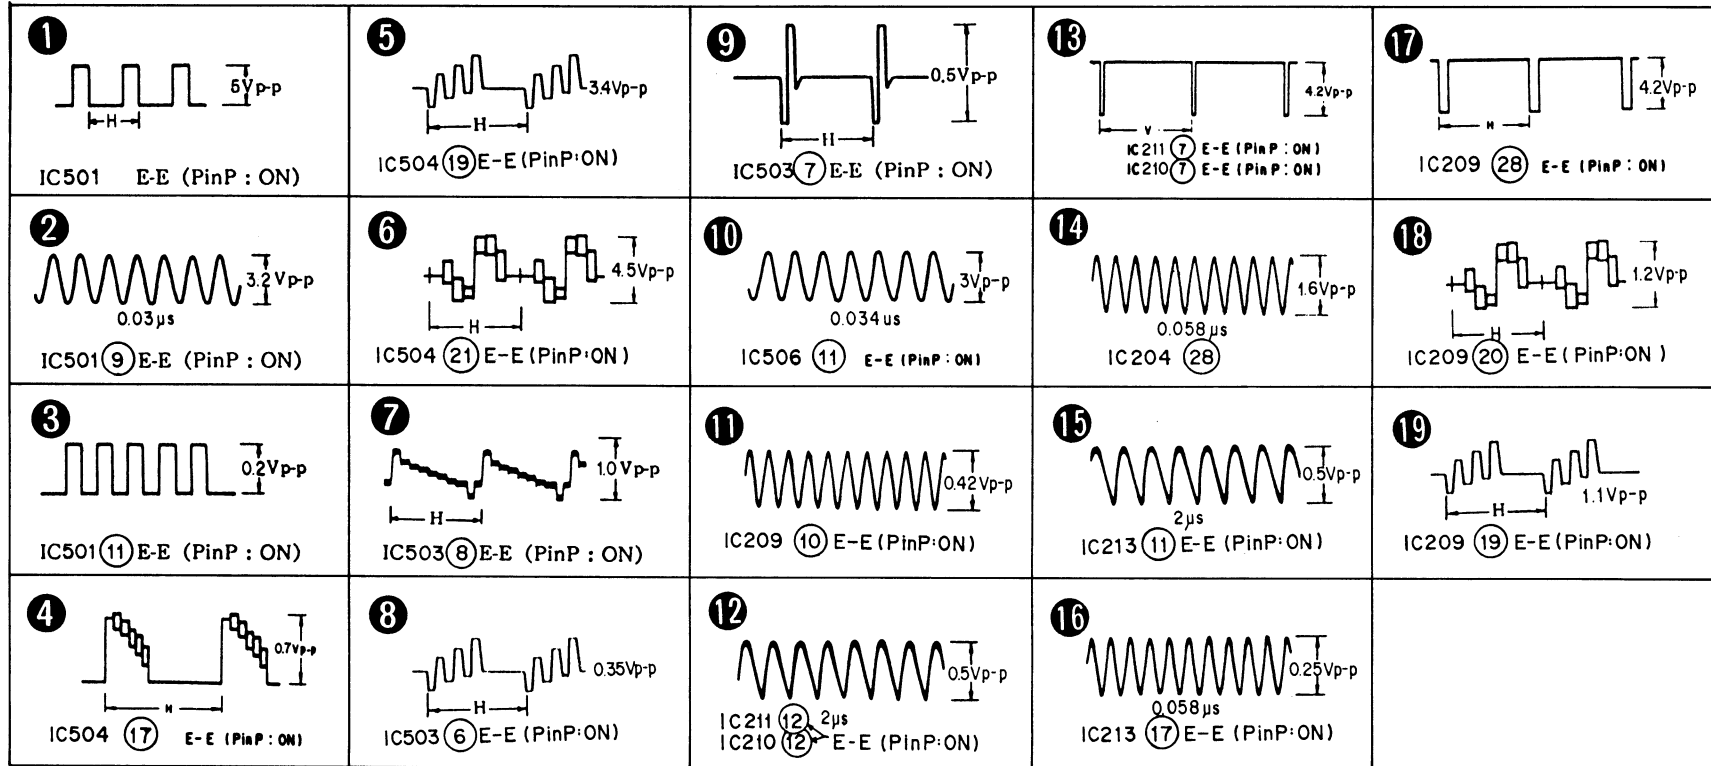 1
5Vp-p
H
IC501 E-E (PinP : ON)
2
3.2Vp-p
0.03µs
IC501 9 E-E (PinP : ON)
3
0.2Vp-p
IC501 11 E-E (PinP : ON)
4
0.7Vp-p
H
IC504 17 E-E (PinP : ON)
5
3.4Vp-p
H
IC504 19 E-E (PinP:ON)
6
4.5Vp-p
H
IC504 21 E-E (PinP:ON)
7
1.0Vp-p
H
IC503 8 E-E (PinP : ON)
8
0.35Vp-p
H
IC503 6 E-E (PinP:ON)
9
0.5Vp-p
H
IC503 7 E-E (PinP : ON)
10
3Vp-p
0.034us
IC506 11 E-E (PinP : ON)
11
0.42Vp-p
IC209 10 E-E (PinP:ON)
12
0.5Vp-p
IC211 12 2µs
IC210 12 E-E (PinP:ON)
13
4.2Vp-p
V
IC211 7 E-E (PinP : ON)
IC210 7 E-E (PinP : ON)
14
1.6Vp-p
0.058µs
IC204 28
15
0.5Vp-p
2µs
IC213 11 E-E (PinP:ON)
16
0.25Vp-p
0.058µs
IC213 17 E-E (PinP:ON)
17
4.2Vp-p
H
IC209 28 E-E (PinP : ON)
18
1.2Vp-p
H
IC209 20 E-E (PinP:ON)
19
1.1Vp-p
H
IC209 19 E-E (PinP:ON)